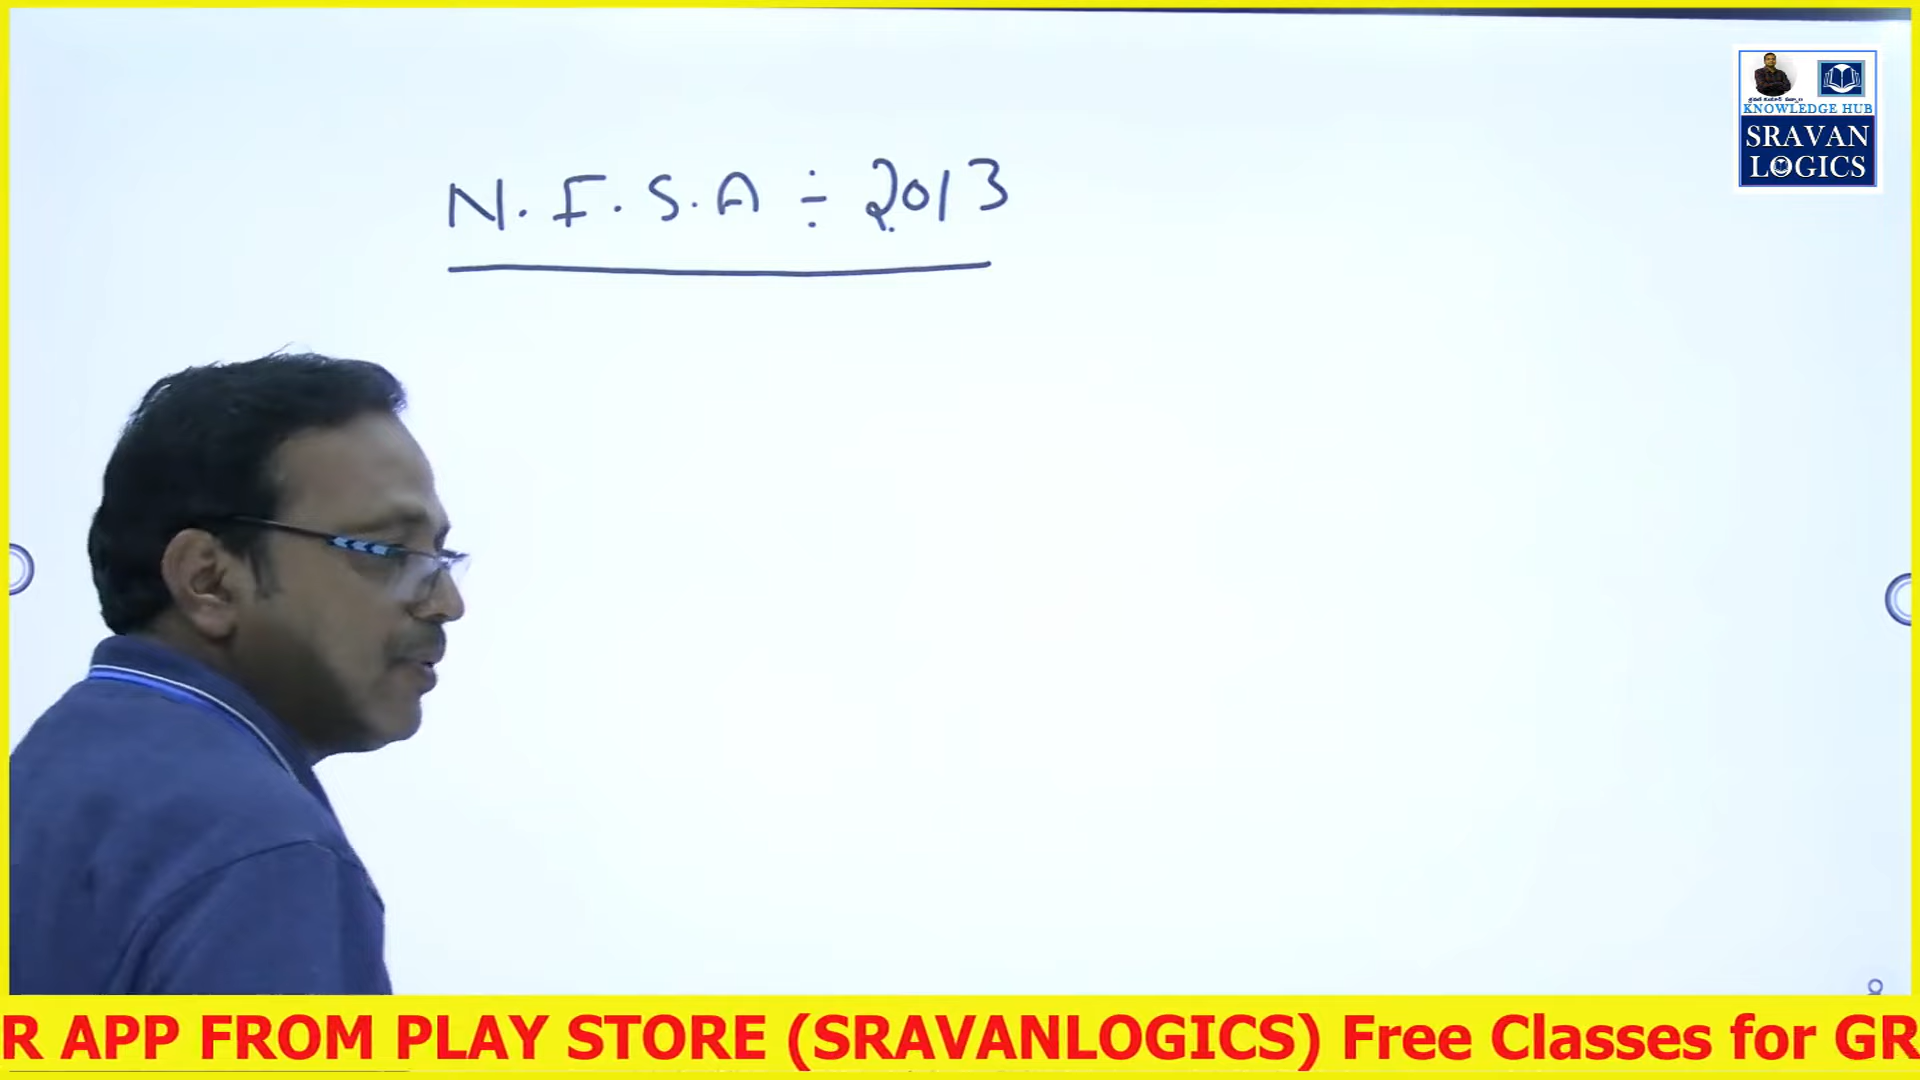 N.F.S.A ÷ 2013
KNOWLEDGE HUB
SRAVAN
LOGICS
R APP FROM PLAY STORE (SRAVANLOGICS) Free Classes for GR